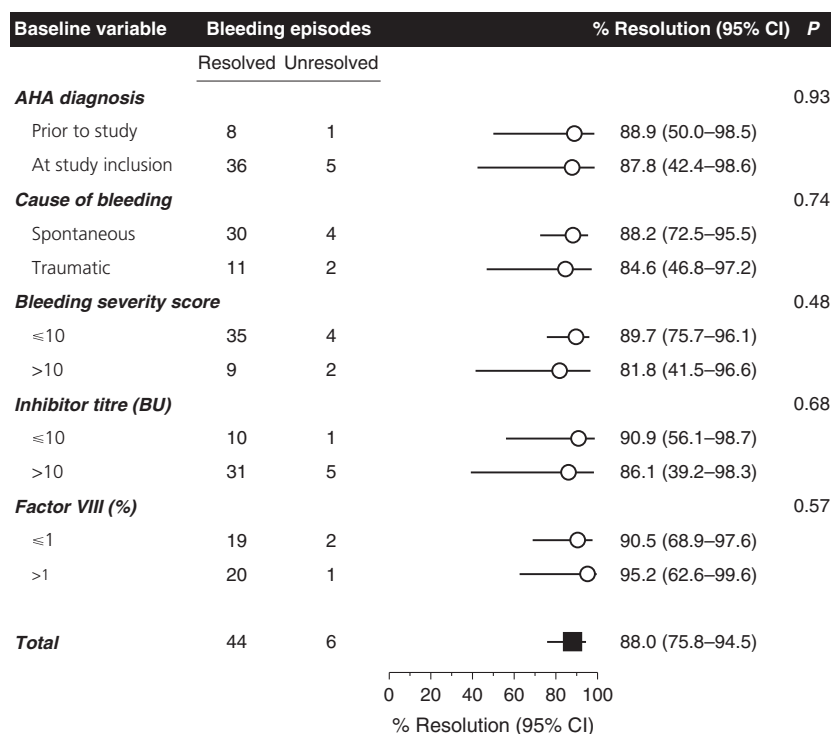 Baseline variable Bleeding episodes % Resolution (95% CI) P
Resolved Unresolved
AHA diagnosis 0.93
Prior to study 8 1 88.9 (50.0–98.5)
At study inclusion 36 5 87.8 (42.4–98.6)
Cause of bleeding 0.74
Spontaneous 30 4 88.2 (72.5–95.5)
Traumatic 11 2 84.6 (46.8–97.2)
Bleeding severity score 0.48
⩽10 35 4 89.7 (75.7–96.1)
>10 9 2 81.8 (41.5–96.6)
Inhibitor titre (BU) 0.68
⩽10 10 1 90.9 (56.1–98.7)
>10 31 5 86.1 (39.2–98.3)
Factor VIII (%) 0.57
⩽1 19 2 90.5 (68.9–97.6)
>1 20 1 95.2 (62.6–99.6)
Total 44 6 88.0 (75.8–94.5)
0 20 40 60 80 100
% Resolution (95% CI)